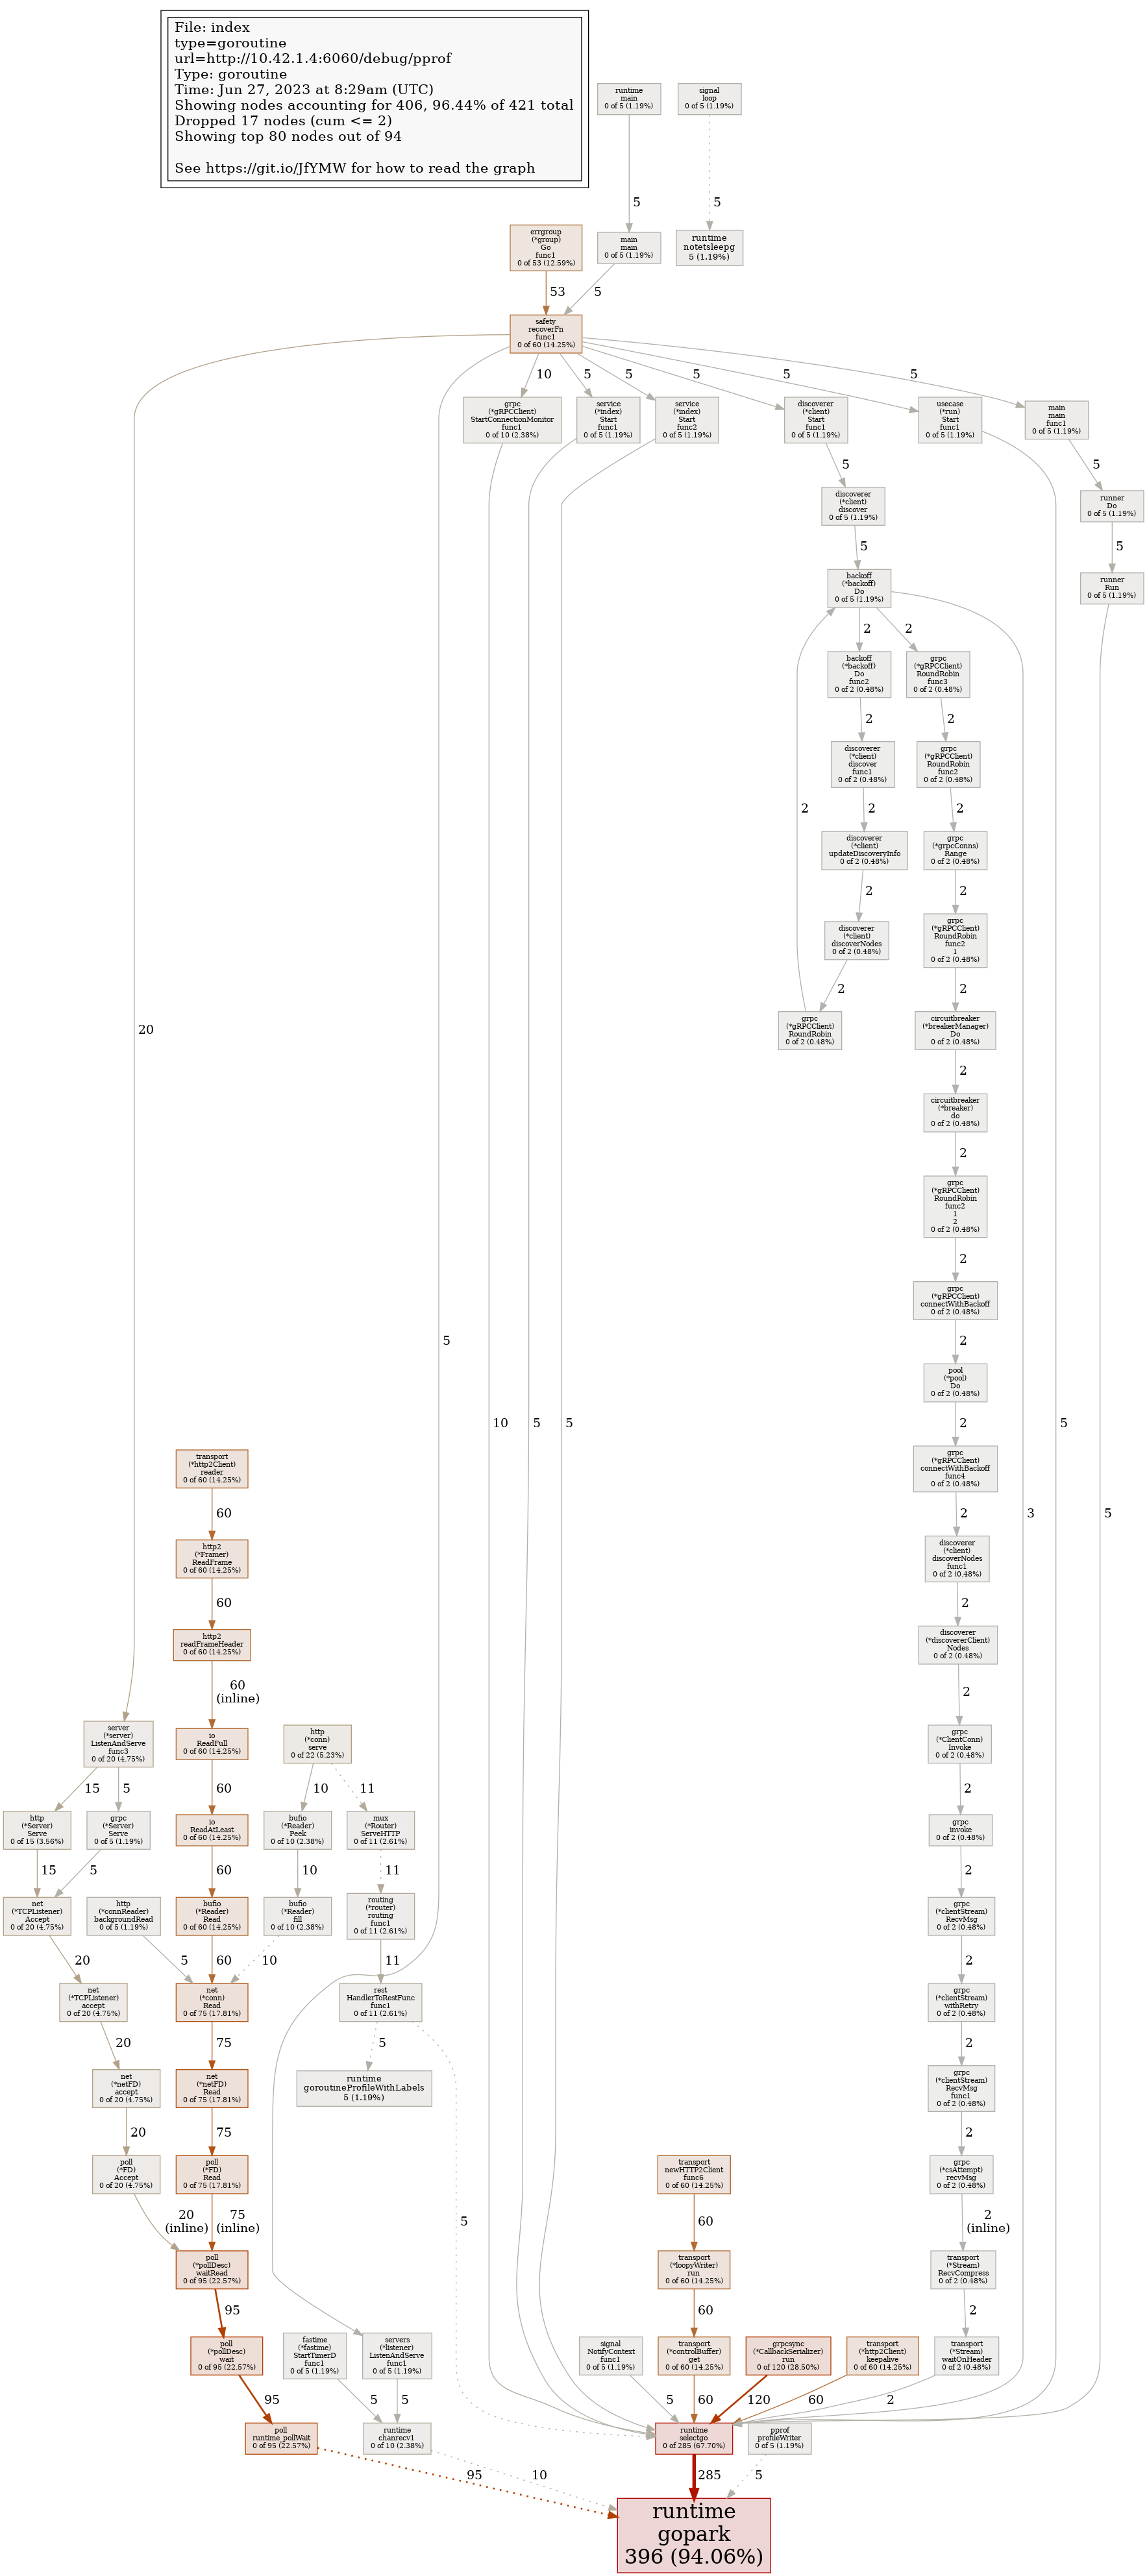 File: index
type=goroutine
url=http://10.42.1.4:6060/debug/pprof
Type: goroutine
Time: Jun 27, 2023 at 8:29am (UTC)
Showing nodes accounting for 406, 96.44% of 421 total
Dropped 17 nodes (cum <= 2)
Showing top 80 nodes out of 94
See https://git.io/JfYMW for how to read the graph
runtime
main
0 of 5 (1.19%)
signal
loop
0 of 5 (1.19%)
5
5
errgroup
(*group)
Go
func1
0 of 53 (12.59%)
main
main
0 of 5 (1.19%)
runtime
notetsleepg
5 (1.19%)
53
5
safety
recoverFn
func1
0 of 60 (14.25%)
10
5
5
5
5
5
grpc
(*gRPCClient)
StartConnectionMonitor
func1
0 of 10 (2.38%)
service
(*index)
Start
func1
0 of 5 (1.19%)
service
(*index)
Start
func2
0 of 5 (1.19%)
discoverer
(*client)
Start
func1
0 of 5 (1.19%)
usecase
(*run)
Start
func1
0 of 5 (1.19%)
main
main
func1
0 of 5 (1.19%)
5
5
discoverer
(*client)
discover
0 of 5 (1.19%)
runner
Do
0 of 5 (1.19%)
5
5
backoff
(*backoff)
Do
0 of 5 (1.19%)
runner
Run
0 of 5 (1.19%)
2
2
backoff
(*backoff)
Do
func2
0 of 2 (0.48%)
grpc
(*gRPCClient)
RoundRobin
func3
0 of 2 (0.48%)
2
2
discoverer
(*client)
discover
func1
0 of 2 (0.48%)
grpc
(*gRPCClient)
RoundRobin
func2
0 of 2 (0.48%)
2
2
2
discoverer
(*client)
updateDiscoveryInfo
0 of 2 (0.48%)
grpc
(*grpcConns)
Range
0 of 2 (0.48%)
2
2
discoverer
(*client)
discoverNodes
0 of 2 (0.48%)
grpc
(*gRPCClient)
RoundRobin
func2
1
0 of 2 (0.48%)
2
2
grpc
(*gRPCClient)
RoundRobin
0 of 2 (0.48%)
circuitbreaker
(*breakerManager)
Do
0 of 2 (0.48%)
20
2
circuitbreaker
(*breaker)
do
0 of 2 (0.48%)
2
grpc
(*gRPCClient)
RoundRobin
func2
1
2
0 of 2 (0.48%)
2
grpc
(*gRPCClient)
connectWithBackoff
0 of 2 (0.48%)
5
2
pool
(*pool)
Do
0 of 2 (0.48%)
10
5
5
2
5
transport
(*http2Client)
reader
0 of 60 (14.25%)
grpc
(*gRPCClient)
connectWithBackoff
func4
0 of 2 (0.48%)
60
2
3
5
http2
(*Framer)
ReadFrame
0 of 60 (14.25%)
discoverer
(*client)
discoverNodes
func1
0 of 2 (0.48%)
60
2
http2
readFrameHeader
0 of 60 (14.25%)
discoverer
(*discovererClient)
Nodes
0 of 2 (0.48%)
60
(inline)
2
server
(*server)
ListenAndServe
func3
0 of 20 (4.75%)
io
ReadFull
0 of 60 (14.25%)
http
(*conn)
serve
0 of 22 (5.23%)
grpc
(*ClientConn)
Invoke
0 of 2 (0.48%)
15
5
60
10
11
2
http
(*Server)
Serve
0 of 15 (3.56%)
grpc
(*Server)
Serve
0 of 5 (1.19%)
io
ReadAtLeast
0 of 60 (14.25%)
bufio
(*Reader)
Peek
0 of 10 (2.38%)
mux
(*Router)
ServeHTTP
0 of 11 (2.61%)
grpc
invoke
0 of 2 (0.48%)
15
5
60
10
11
2
net
(*TCPListener)
Accept
0 of 20 (4.75%)
http
(*connReader)
backgroundRead
0 of 5 (1.19%)
bufio
(*Reader)
Read
0 of 60 (14.25%)
bufio
(*Reader)
fill
0 of 10 (2.38%)
routing
(*router)
routing
func1
0 of 11 (2.61%)
grpc
(*clientStream)
RecvMsg
0 of 2 (0.48%)
20
5
60
10
11
2
net
(*TCPListener)
accept
0 of 20 (4.75%)
net
(*conn)
Read
0 of 75 (17.81%)
rest
HandlerToRestFunc
func1
0 of 11 (2.61%)
grpc
(*clientStream)
withRetry
0 of 2 (0.48%)
20
75
5
2
net
(*netFD)
accept
0 of 20 (4.75%)
net
(*netFD)
Read
0 of 75 (17.81%)
runtime
goroutineProfileWithLabels
5 (1.19%)
grpc
(*clientStream)
RecvMsg
func1
0 of 2 (0.48%)
20
75
2
poll
(*FD)
Accept
0 of 20 (4.75%)
poll
(*FD)
Read
0 of 75 (17.81%)
transport
newHTTP2Client
func6
0 of 60 (14.25%)
grpc
(*csAttempt)
recvMsg
0 of 2 (0.48%)
20
(inline)
75
(inline)
5
60
2
(inline)
poll
(*pollDesc)
waitRead
0 of 95 (22.57%)
transport
(*loopyWriter)
run
0 of 60 (14.25%)
transport
(*Stream)
RecvCompress
0 of 2 (0.48%)
95
60
2
poll
(*pollDesc)
wait
0 of 95 (22.57%)
fastime
(*fastime)
StartTimerD
func1
0 of 5 (1.19%)
servers
(*listener)
ListenAndServe
func1
0 of 5 (1.19%)
signal
NotifyContext
func1
0 of 5 (1.19%)
transport
(*controlBuffer)
get
0 of 60 (14.25%)
grpcsync
(*CallbackSerializer)
run
0 of 120 (28.50%)
transport
(*http2Client)
keepalive
0 of 60 (14.25%)
transport
(*Stream)
waitOnHeader
0 of 2 (0.48%)
95
5
5
5
60
120
60
2
poll
runtime_pollWait
0 of 95 (22.57%)
runtime
chanrecv1
0 of 10 (2.38%)
runtime
selectgo
0 of 285 (67.70%)
pprof
profileWriter
0 of 5 (1.19%)
95
10
285
5
runtime
gopark
396 (94.06%)